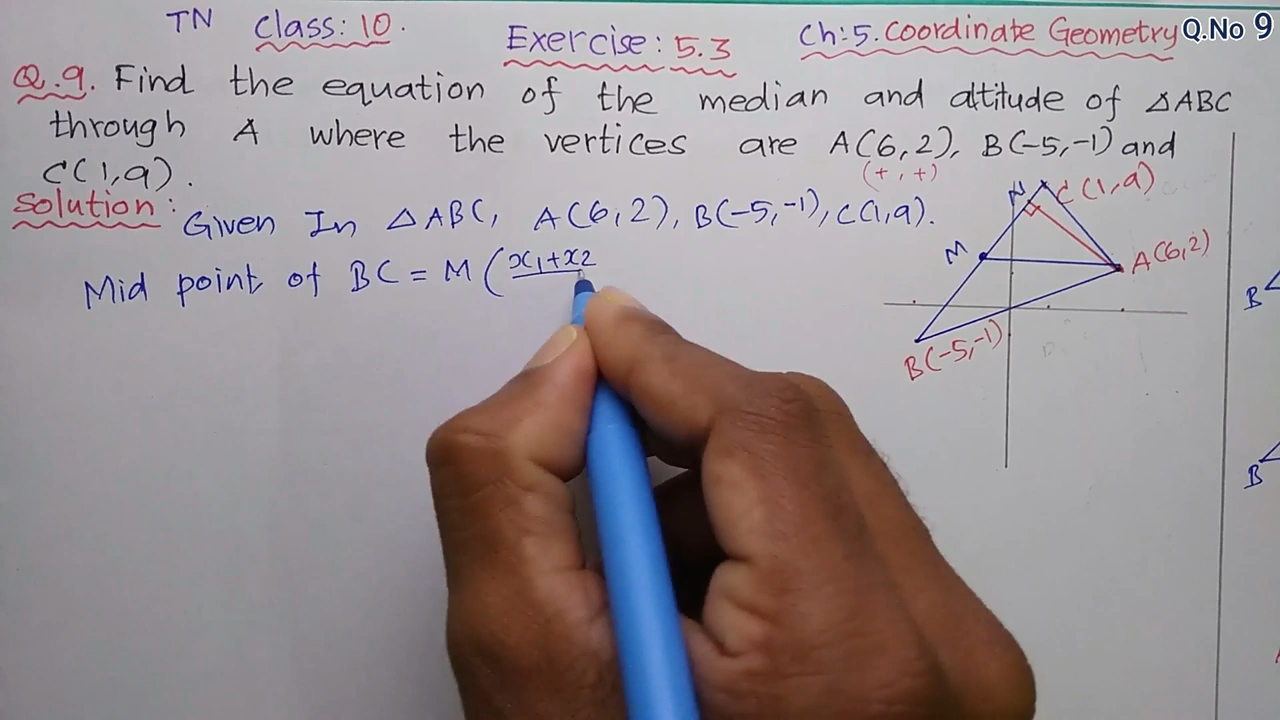 TN Class: 10. Exercise: 5.3 Ch:5. Coordinate Geometry Q.No 9
Q.9. Find the equation of the median and altitude of △ABC
through A where the vertices are A(6,2), B(-5,-1) and
C(1,9).
(+,+)
Solution: Given In △ABC, A(6,2), B(-5,-1), C(1,9).
Mid point of BC = M (x1+x2
N
C(1,9)
M
A(6,2)
B(-5,-1)
B
B